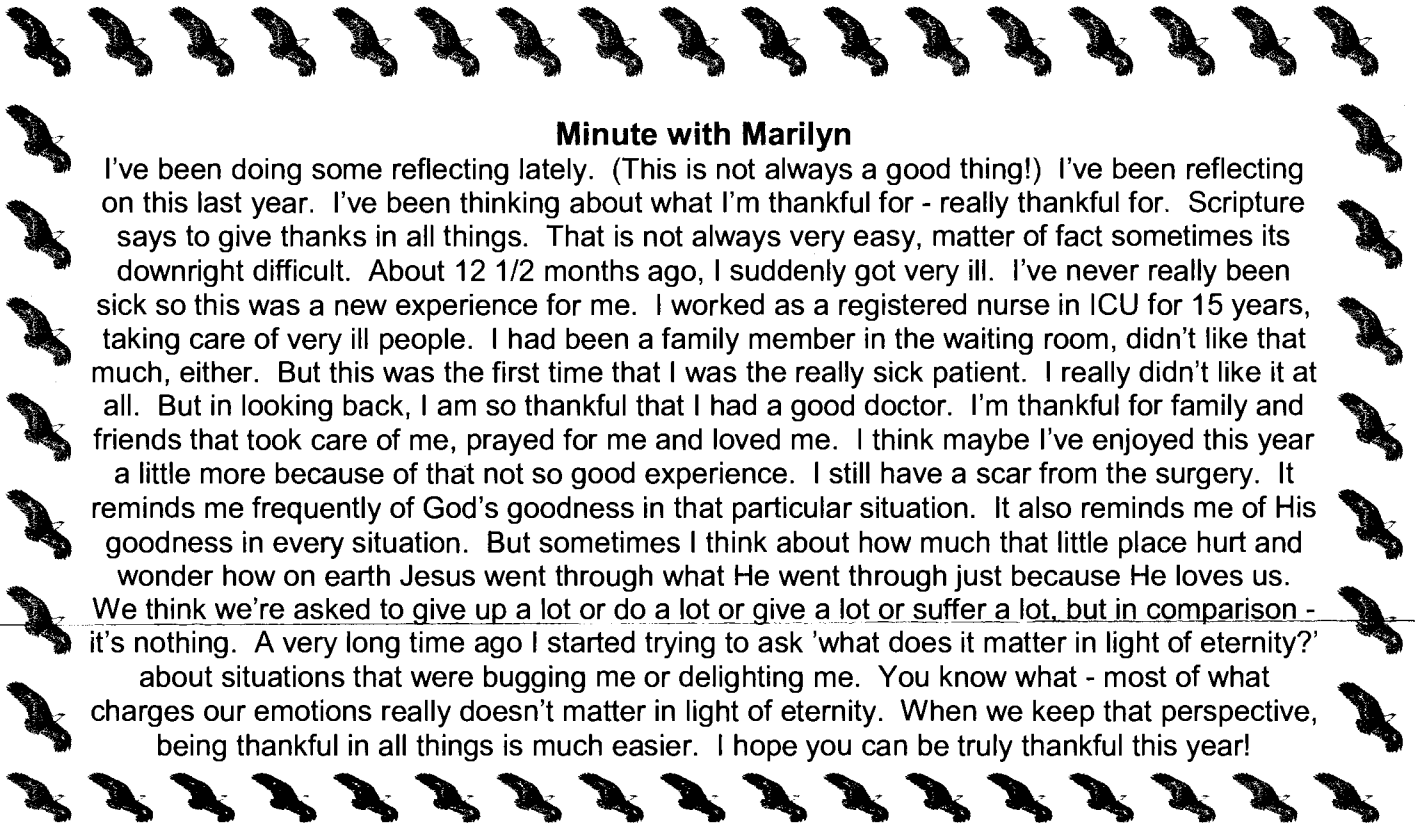 Minute with Marilyn
I've been doing some reflecting lately.  (This is not always a good thing!)  I've been reflecting
on this last year.  I've been thinking about what I'm thankful for - really thankful for.  Scripture
says to give thanks in all things.  That is not always very easy, matter of fact sometimes its
downright difficult.  About 12 1/2 months ago, I suddenly got very ill.  I've never really been
sick so this was a new experience for me.  I worked as a registered nurse in ICU for 15 years,
taking care of very ill people.  I had been a family member in the waiting room, didn't like that
much, either.  But this was the first time that I was the really sick patient.  I really didn't like it at
all.  But in looking back, I am so thankful that I had a good doctor.  I'm thankful for family and
friends that took care of me, prayed for me and loved me.  I think maybe I've enjoyed this year
a little more because of that not so good experience.  I still have a scar from the surgery.  It
reminds me frequently of God's goodness in that particular situation.  It also reminds me of His
goodness in every situation.  But sometimes I think about how much that little place hurt and
wonder how on earth Jesus went through what He went through just because He loves us.
We think we're asked to give up a lot or do a lot or give a lot or suffer a lot, but in comparison -
it's nothing.  A very long time ago I started trying to ask 'what does it matter in light of eternity?'
about situations that were bugging me or delighting me.  You know what - most of what
charges our emotions really doesn't matter in light of eternity.  When we keep that perspective,
being thankful in all things is much easier.  I hope you can be truly thankful this year!